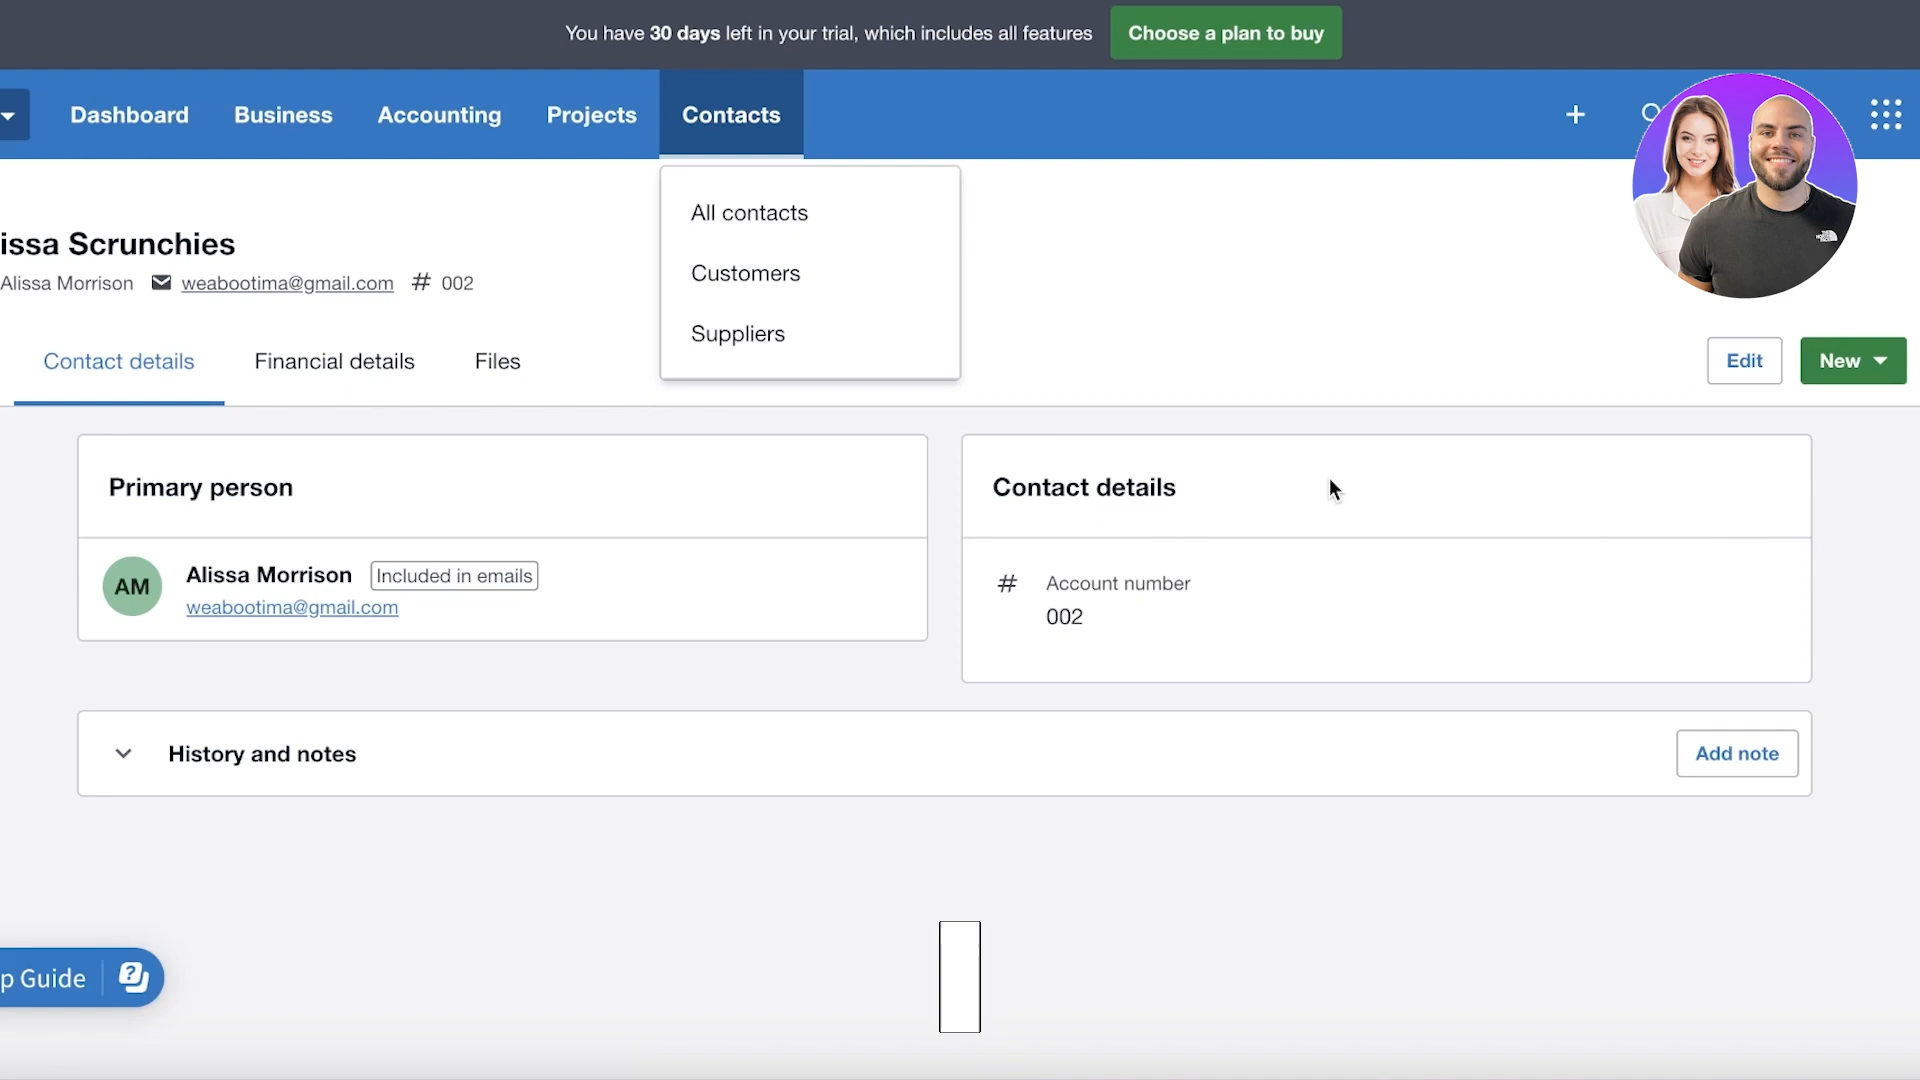 You have 30 days left in your trial, which includes all features
Choose a plan to buy
Dashboard
Business
Accounting
Projects
Contacts
All contacts
Customers
Suppliers
issa Scrunchies
Alissa Morrison
weabootima@gmail.com
# 002
Contact details
Financial details
Files
Edit
New
Primary person
AM
Alissa Morrison
Included in emails
weabootima@gmail.com
Contact details
# Account number
002
History and notes
Add note
p Guide
?